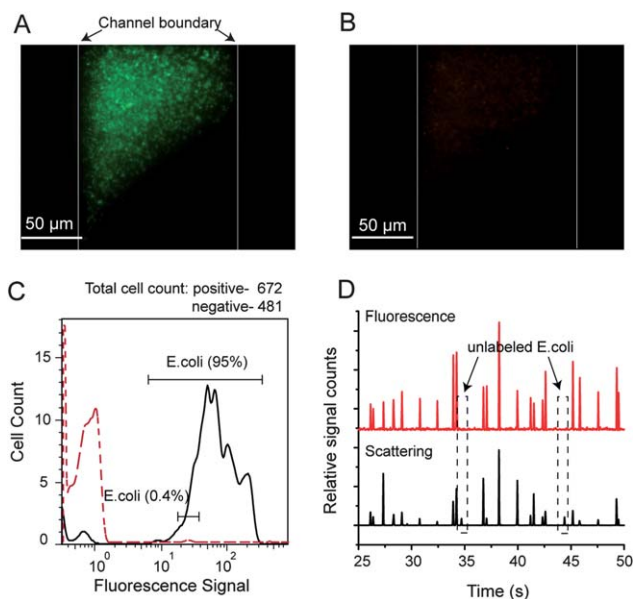 A
Channel boundary
B
50 µm
50 µm
C
Total cell count: positive- 672
negative- 481
E.coli (95%)
E.coli (0.4%)
Cell Count
0
5
10
15
10⁰
10¹
10²
Fluorescence Signal
D
Fluorescence
unlabeled E.coli
Scattering
Relative signal counts
25 30 35 40 45 50
Time (s)